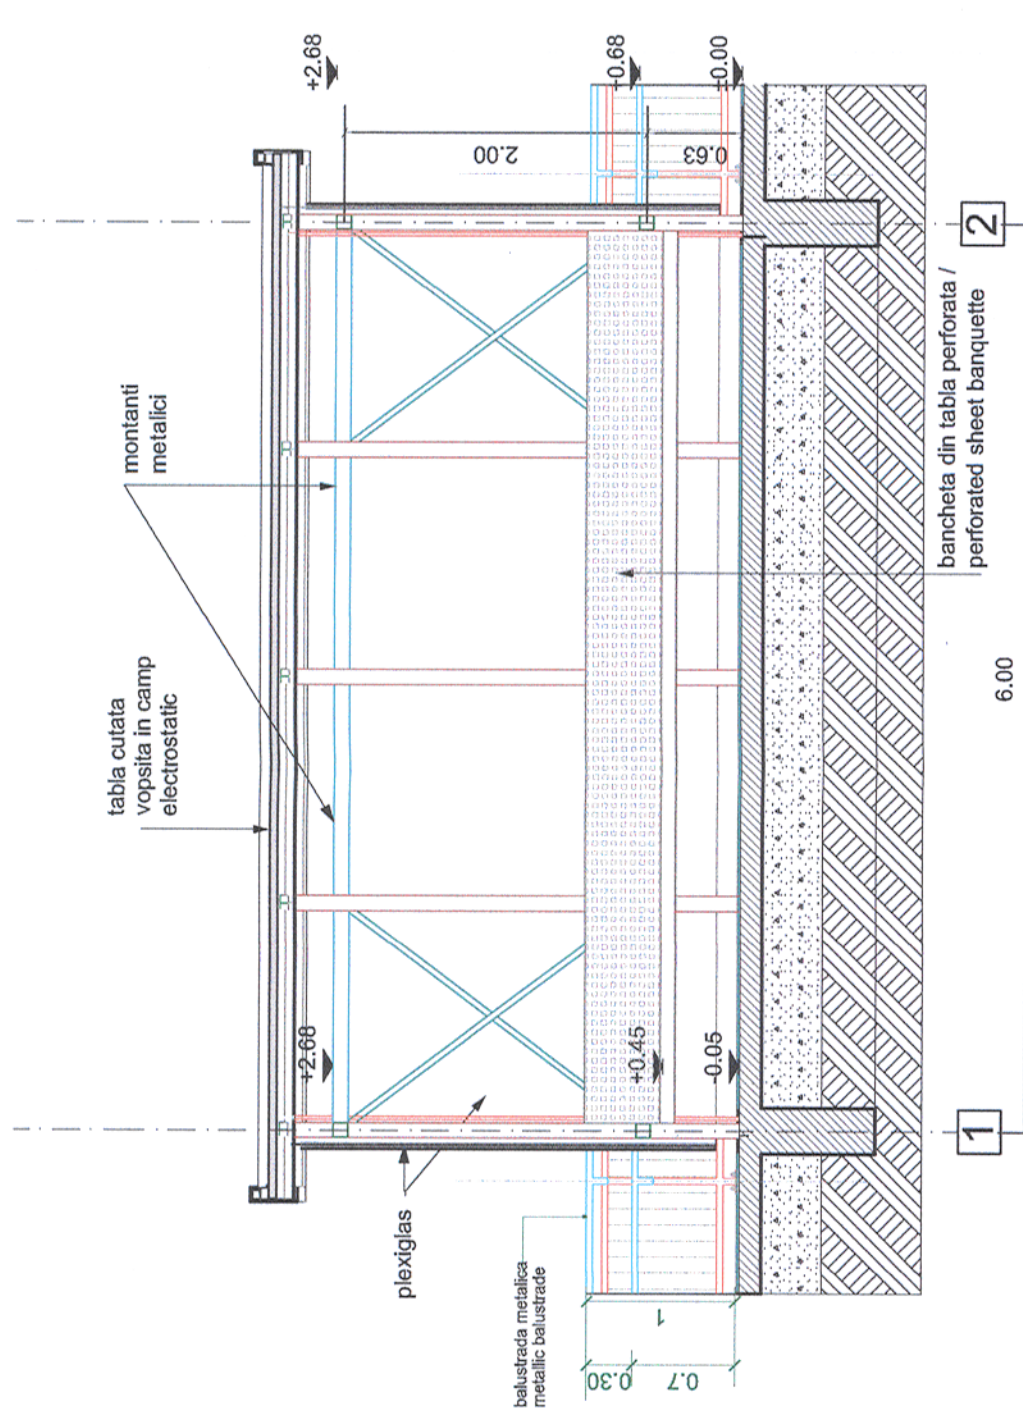 tabla cutata
vopsita in camp
electrostatic
montanti
metalici
+2.68
+2.68
2.00
+0.68
0.63
±0.00
+0.45
-0.05
plexiglas
balustrada metalica
metallic balustrade
0.30
0.7
1
bancheta din tabla perforata /
perforated sheet banquette
1
6.00
2